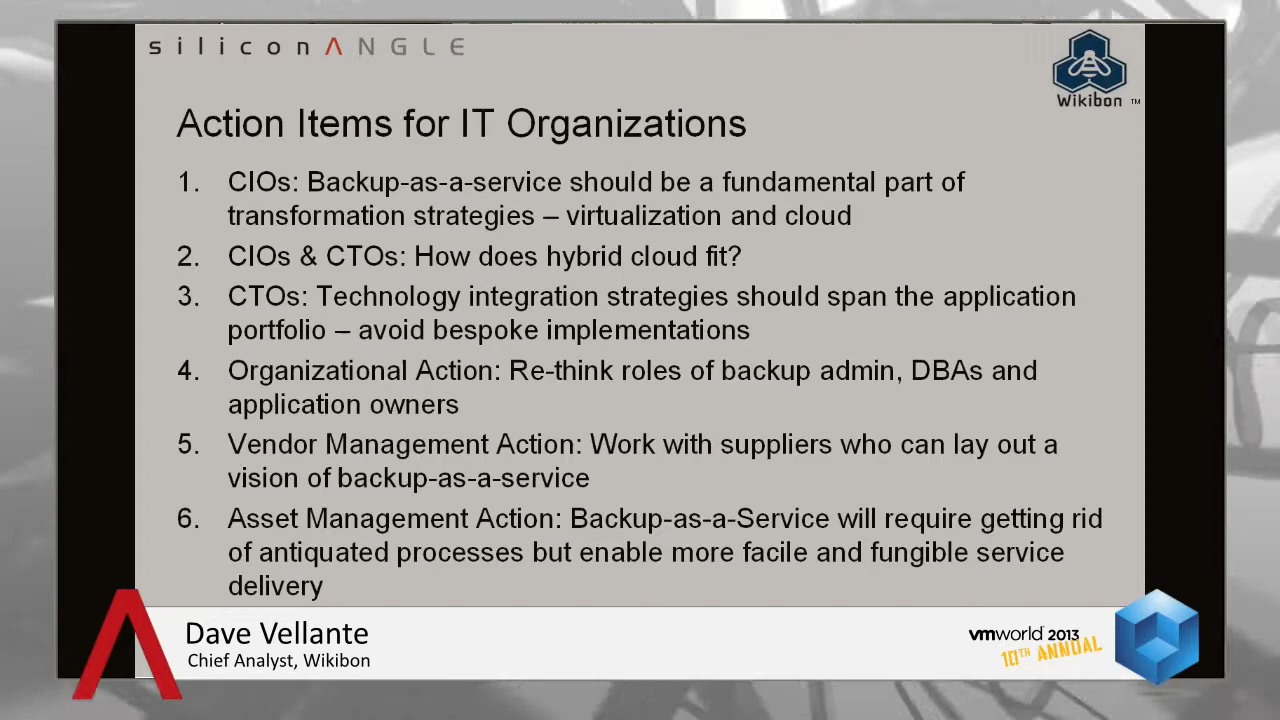 siliconANGLE
Wikibon TM
Action Items for IT Organizations
1. CIOs: Backup-as-a-service should be a fundamental part of
transformation strategies – virtualization and cloud
2. CIOs & CTOs: How does hybrid cloud fit?
3. CTOs: Technology integration strategies should span the application
portfolio – avoid bespoke implementations
4. Organizational Action: Re-think roles of backup admin, DBAs and
application owners
5. Vendor Management Action: Work with suppliers who can lay out a
vision of backup-as-a-service
6. Asset Management Action: Backup-as-a-Service will require getting rid
of antiquated processes but enable more facile and fungible service
delivery
Dave Vellante
Chief Analyst, Wikibon
vmworld 2013
10TH ANNUAL